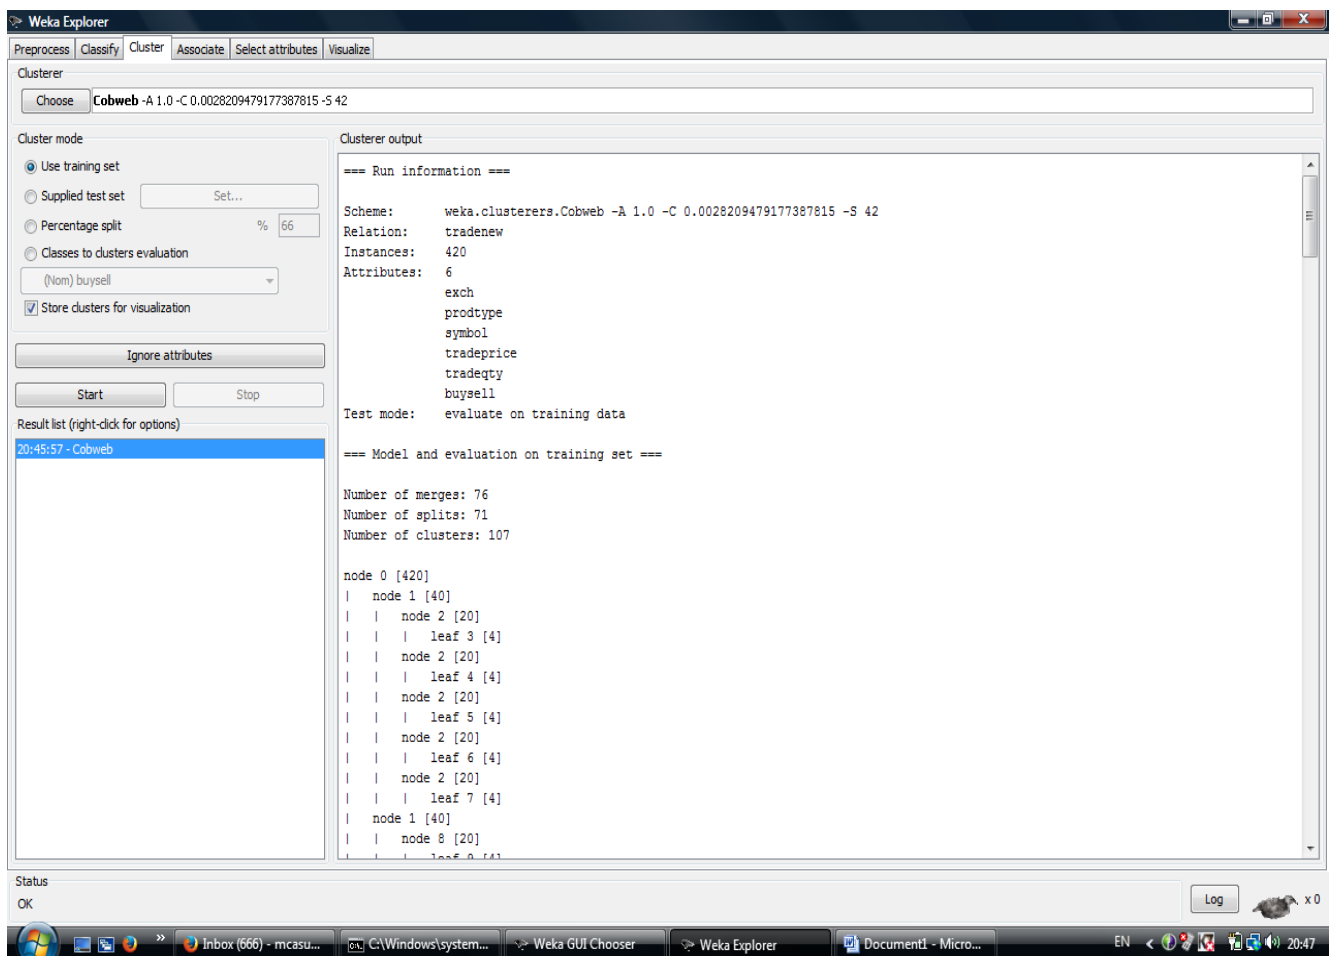 Weka Explorer
Preprocess Classify Cluster Associate Select attributes Visualize
Clusterer
Choose Cobweb -A 1.0 -C 0.0028209479177387815 -S 42
Cluster mode
Use training set
Supplied test set Set...
Percentage split % 66
Classes to clusters evaluation
(Nom) buysell
Store clusters for visualization
Ignore attributes
Start Stop
Result list (right-click for options)
20:45:57 - Cobweb
Clusterer output
=== Run information ===
Scheme: weka.clusterers.Cobweb -A 1.0 -C 0.0028209479177387815 -S 42
Relation: tradenew
Instances: 420
Attributes: 6
exch
prodtype
symbol
tradeprice
tradeqty
buysell
Test mode: evaluate on training data
=== Model and evaluation on training set ===
Number of merges: 76
Number of splits: 71
Number of clusters: 107
node 0 [420]
| node 1 [40]
| | node 2 [20]
| | | leaf 3 [4]
| | node 2 [20]
| | | leaf 4 [4]
| | node 2 [20]
| | | leaf 5 [4]
| | node 2 [20]
| | | leaf 6 [4]
| | node 2 [20]
| | | leaf 7 [4]
| node 1 [40]
| | node 8 [20]
| | | leaf 9 [4]
Status
OK
Log x 0
» Inbox (666) - mcasu... C:\Windows\system... Weka GUI Chooser Weka Explorer Document1 - Micro... EN 20:47